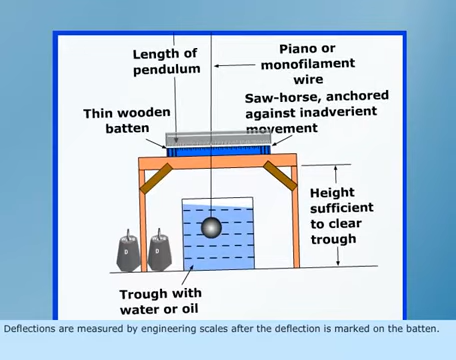 Length of
pendulum
Piano or
monofilament
wire
Saw-horse, anchored
against inadverient
movement
Thin wooden
batten
Height
sufficient
to clear
trough
D
D
Trough with
water or oil
Deflections are measured by engineering scales after the deflection is marked on the batten.